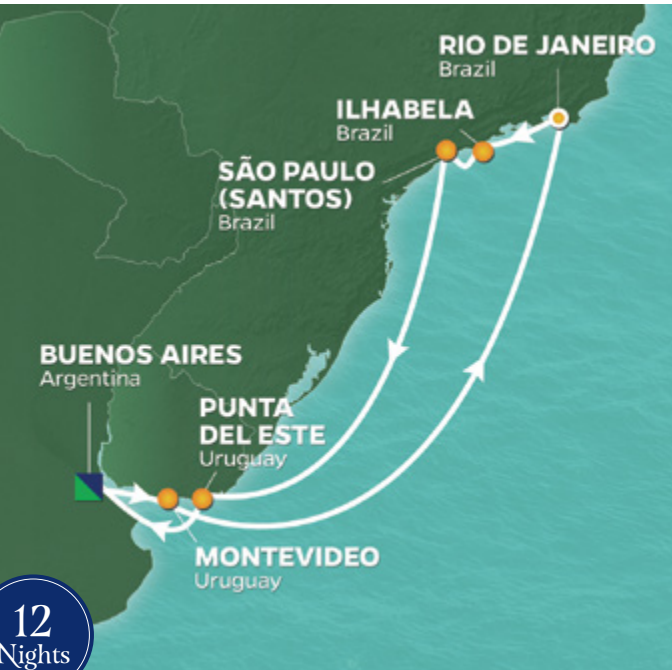 RIO DE JANEIRO
Brazil
ILHABELA
Brazil
SÃO PAULO
(SANTOS)
Brazil
BUENOS AIRES
Argentina
PUNTA
DEL ESTE
Uruguay
MONTEVIDEO
Uruguay
12
Nights